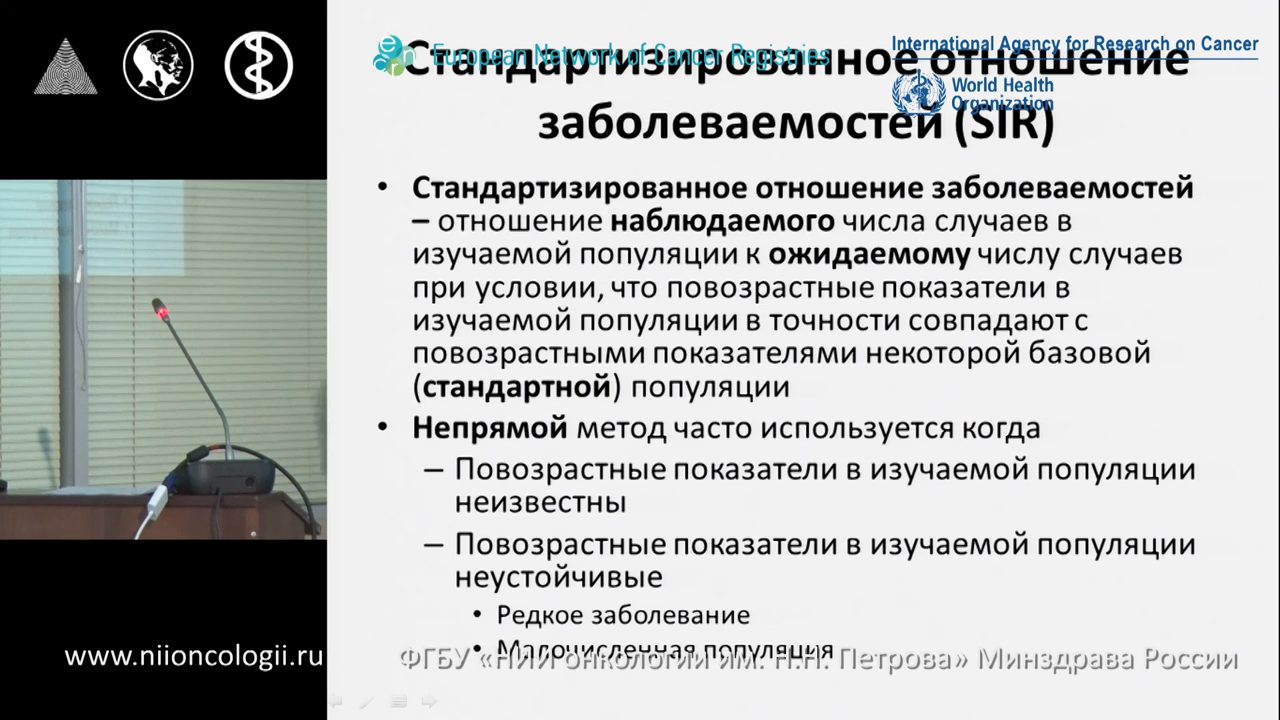 European Network of Cancer Registries
International Agency for Research on Cancer
World Health
Organization
Стандартизированное отношение
заболеваемостей (SIR)
• Стандартизированное отношение заболеваемостей
– отношение наблюдаемого числа случаев в
изучаемой популяции к ожидаемому числу случаев
при условии, что повозрастные показатели в
изучаемой популяции в точности совпадают с
повозрастными показателями некоторой базовой
(стандартной) популяции
• Непрямой метод часто используется когда
– Повозрастные показатели в изучаемой популяции
неизвестны
– Повозрастные показатели в изучаемой популяции
неустойчивые
• Редкое заболевание
• Малочисленная популяция
www.niioncologii.ru
ФГБУ «НИИ онкологии им. Н.Н. Петрова» Минздрава России